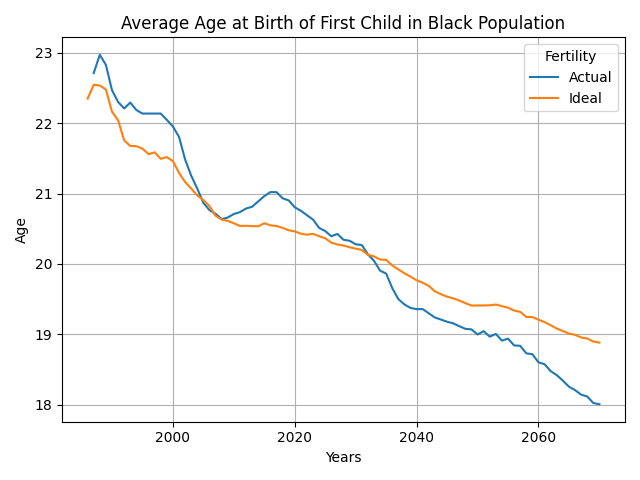 Average Age at Birth of First Child in Black Population
Fertility
Actual
Ideal
Age
23
22
21
20
19
18
2000 2020 2040 2060
Years